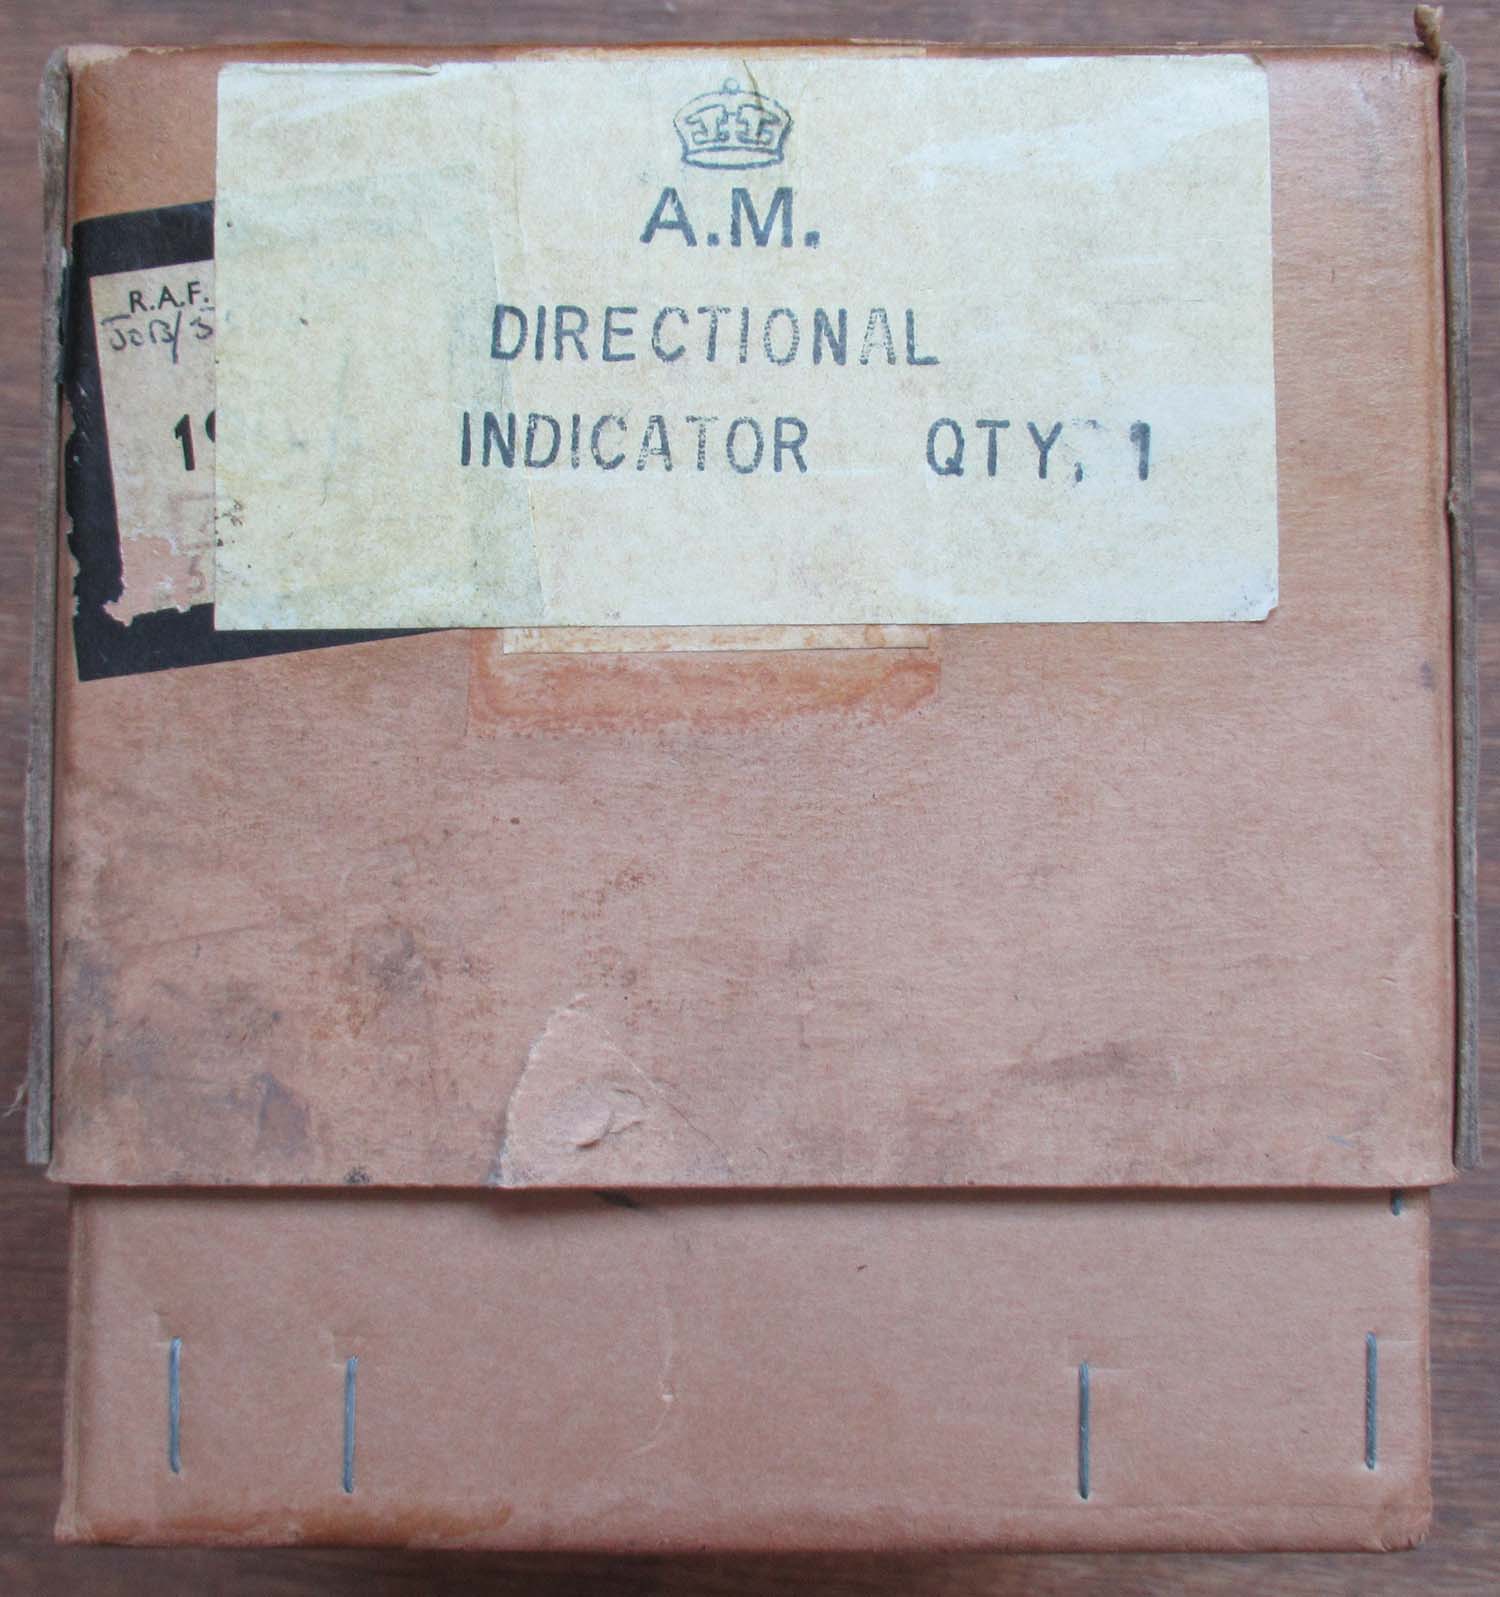 A.M.
DIRECTIONAL
INDICATOR QTY, 1
R.A.F.